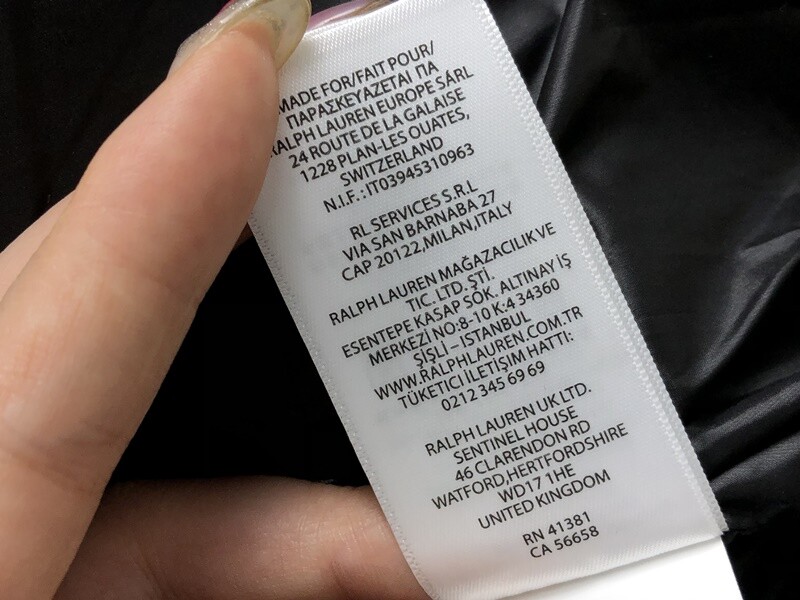 MADE FOR/FAIT POUR/
ΠΑΡΑΣΚΕΥΑΖΕΤΑΙ ΓΙΑ
RALPH LAUREN EUROPE SÁRL
24 ROUTE DE LA GALAISE
1228 PLAN-LES OUATES,
SWITZERLAND
N.I.F.: IT03945310963
RL SERVICES S.R.L
VIA SAN BARNABA 27
CAP 20122,MILAN,ITALY
RALPH LAUREN MAĞAZACILIK VE
TIC. LTD. ŞTİ.
ESENTEPE KASAP SOK. ALTINAY İŞ
MERKEZİ NO:8-10 K:4 34360
ŞİŞLİ – ISTANBUL
WWW.RALPHLAUREN.COM.TR
TÜKETICI İLETIŞIM HATTI:
0212 345 69 69
RALPH LAUREN UK LTD.
SENTINEL HOUSE
46 CLARENDON RD
WATFORD,HERTFORDSHIRE
WD17 1HE
UNITED KINGDOM
RN 41381
CA 56658